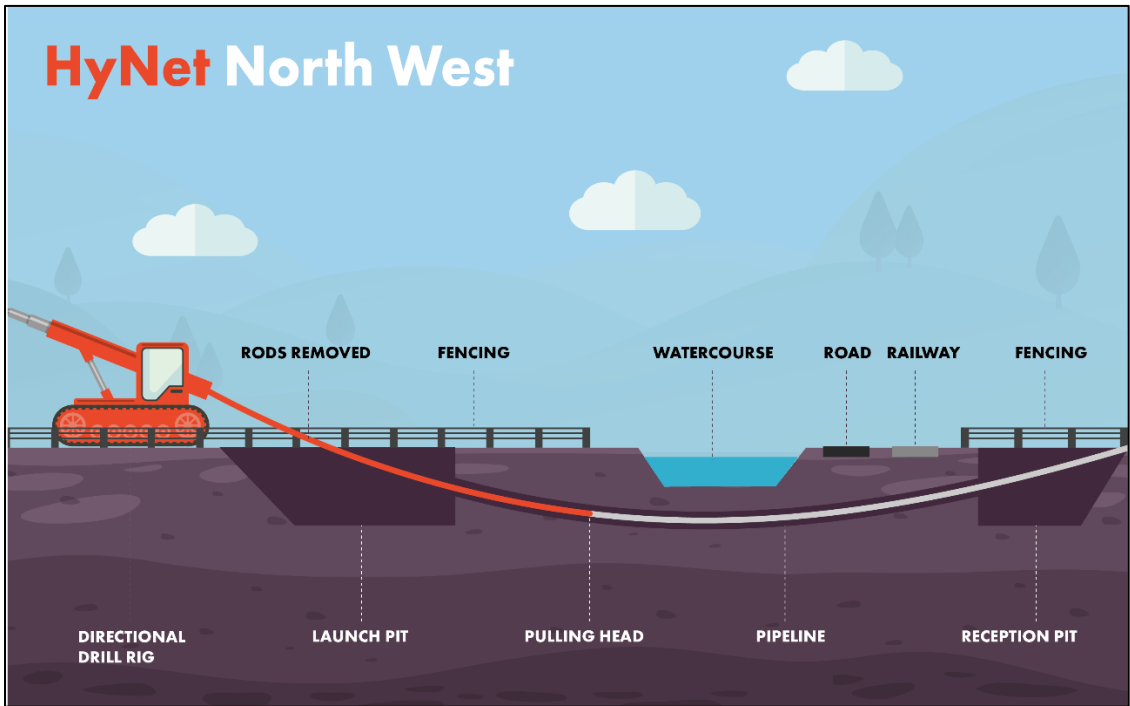 HyNet North West
RODS REMOVED
FENCING
WATERCOURSE
ROAD
RAILWAY
FENCING
DIRECTIONAL
DRILL RIG
LAUNCH PIT
PULLING HEAD
PIPELINE
RECEPTION PIT